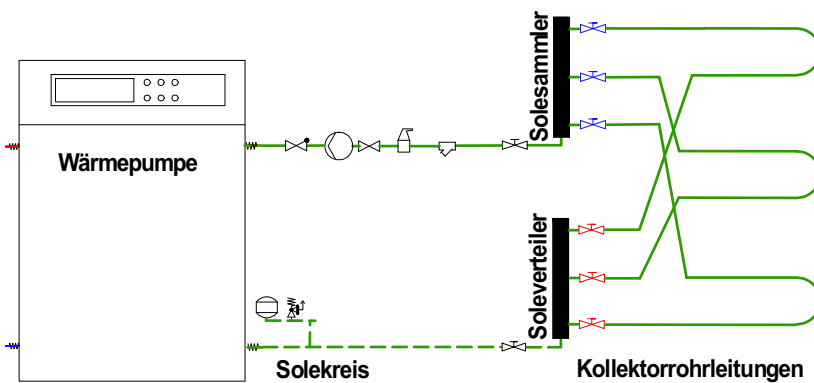 Wärmepumpe
Solesammler
Soleverteiler
Solekreis
Kollektorrohrleitungen